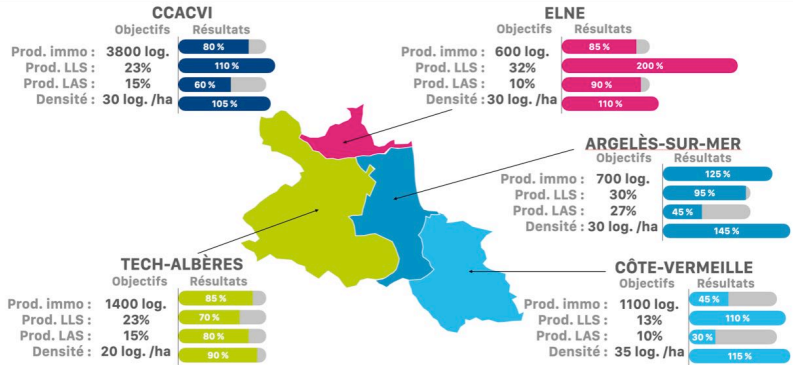 CCACVI
Objectifs Résultats
Prod. immo : 3800 log. 80 %
Prod. LLS : 23% 110 %
Prod. LAS : 15% 60 %
Densité : 30 log. /ha 105 %
ELNE
Objectifs Résultats
Prod. immo : 600 log. 85 %
Prod. LLS : 32% 200 %
Prod. LAS : 10% 90 %
Densité : 30 log. /ha 110 %
ARGELÈS-SUR-MER
Objectifs Résultats
Prod. immo : 700 log. 125 %
Prod. LLS : 30% 95 %
Prod. LAS : 27% 45 %
Densité : 30 log. /ha 145 %
TECH-ALBÈRES
Objectifs Résultats
Prod. immo : 1400 log. 85 %
Prod. LLS : 23% 70 %
Prod. LAS : 15% 80 %
Densité : 20 log. /ha 90 %
CÔTE-VERMEILLE
Objectifs Résultats
Prod. immo : 1100 log. 45 %
Prod. LLS : 13% 110 %
Prod. LAS : 10% 30 %
Densité : 35 log. /ha 115 %